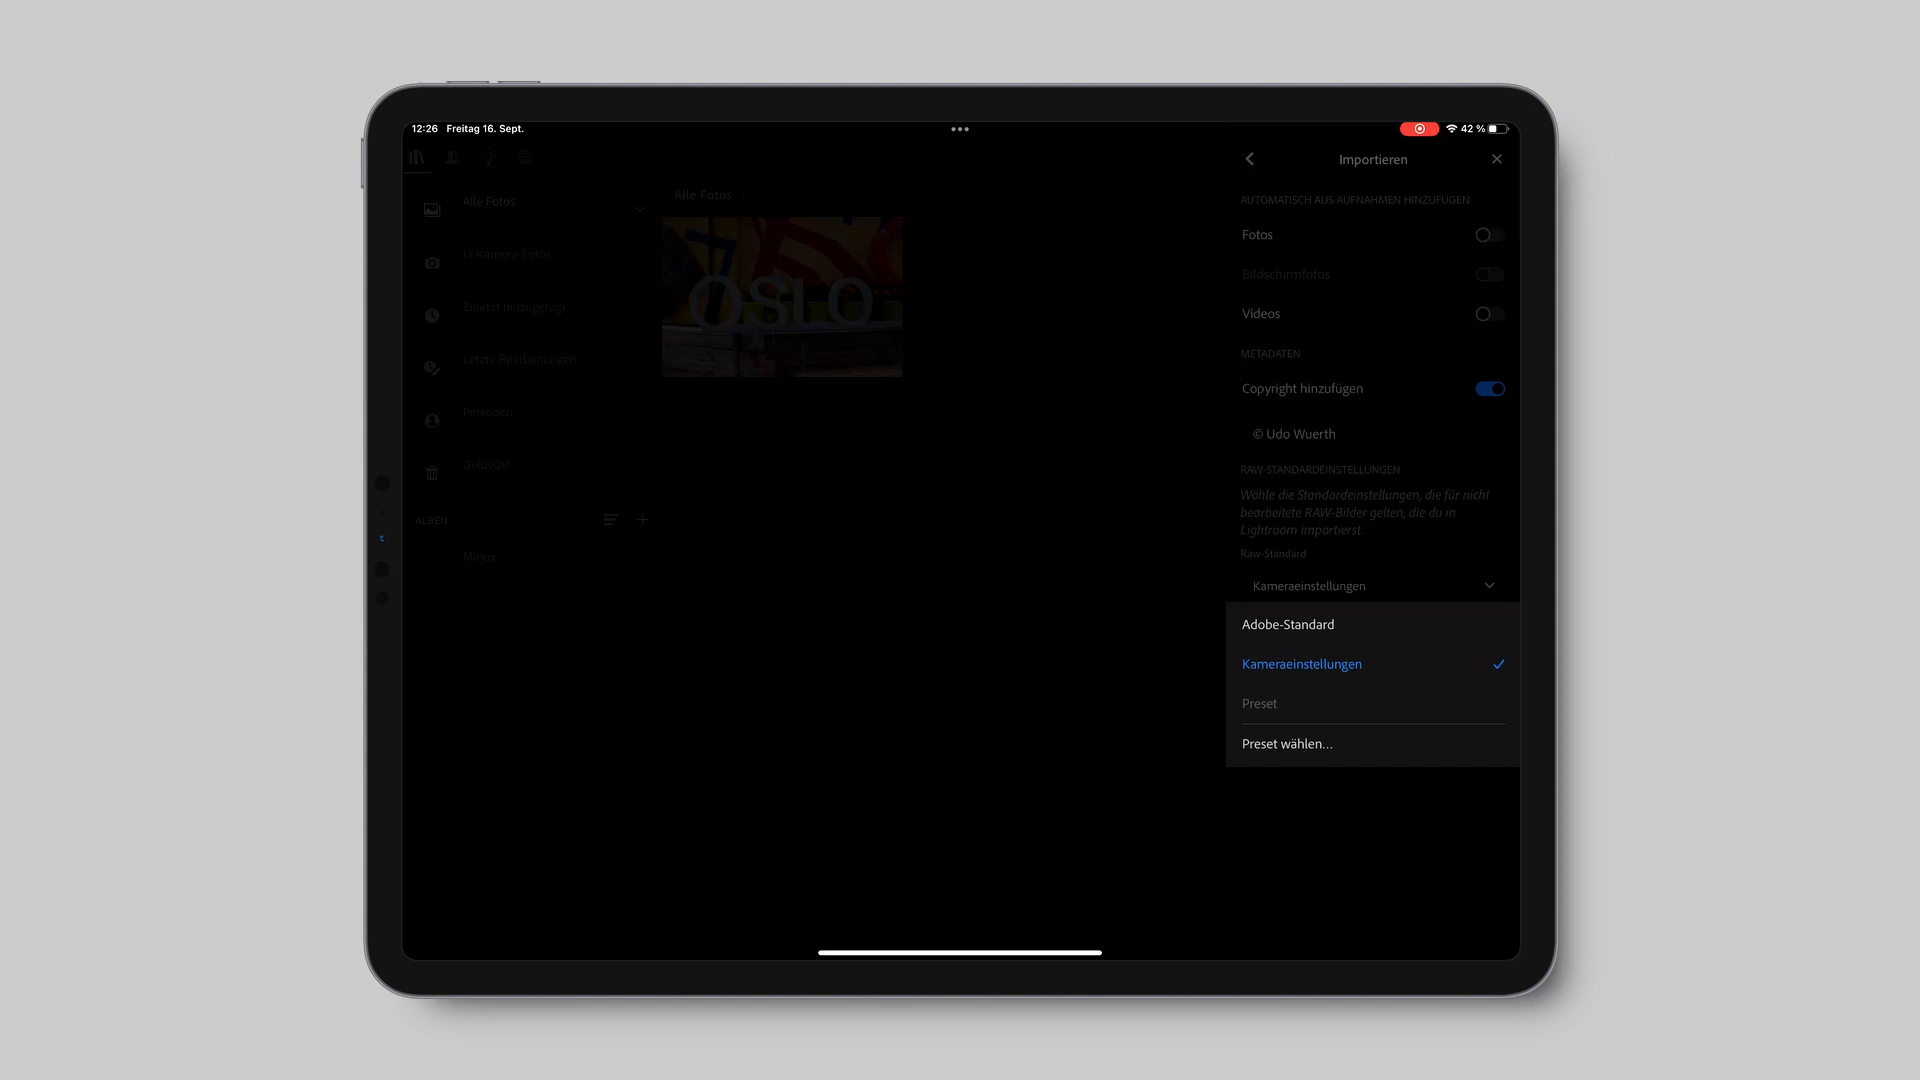 12:26 Freitag 16. Sept.
42 %
Importieren
Alle Fotos
Lr Kamera-Fotos
Zuletzt hinzugefügt
Letzte Bearbeitungen
Personen
Gelöscht
ALBEN
Alle Fotos
OSLO
AUTOMATISCH AUS AUFNAHMEN HINZUFÜGEN
Fotos
Bildschirmfotos
Videos
METADATEN
Copyright hinzufügen
© Udo Wuerth
RAW-STANDARDEINSTELLUNGEN
Wähle die Standardeinstellungen, die für nicht
bearbeitete RAW-Bilder gelten, die du in
Lightroom importierst.
Raw-Standard
Kameraeinstellungen
Adobe-Standard
Kameraeinstellungen
Preset
Preset wählen...